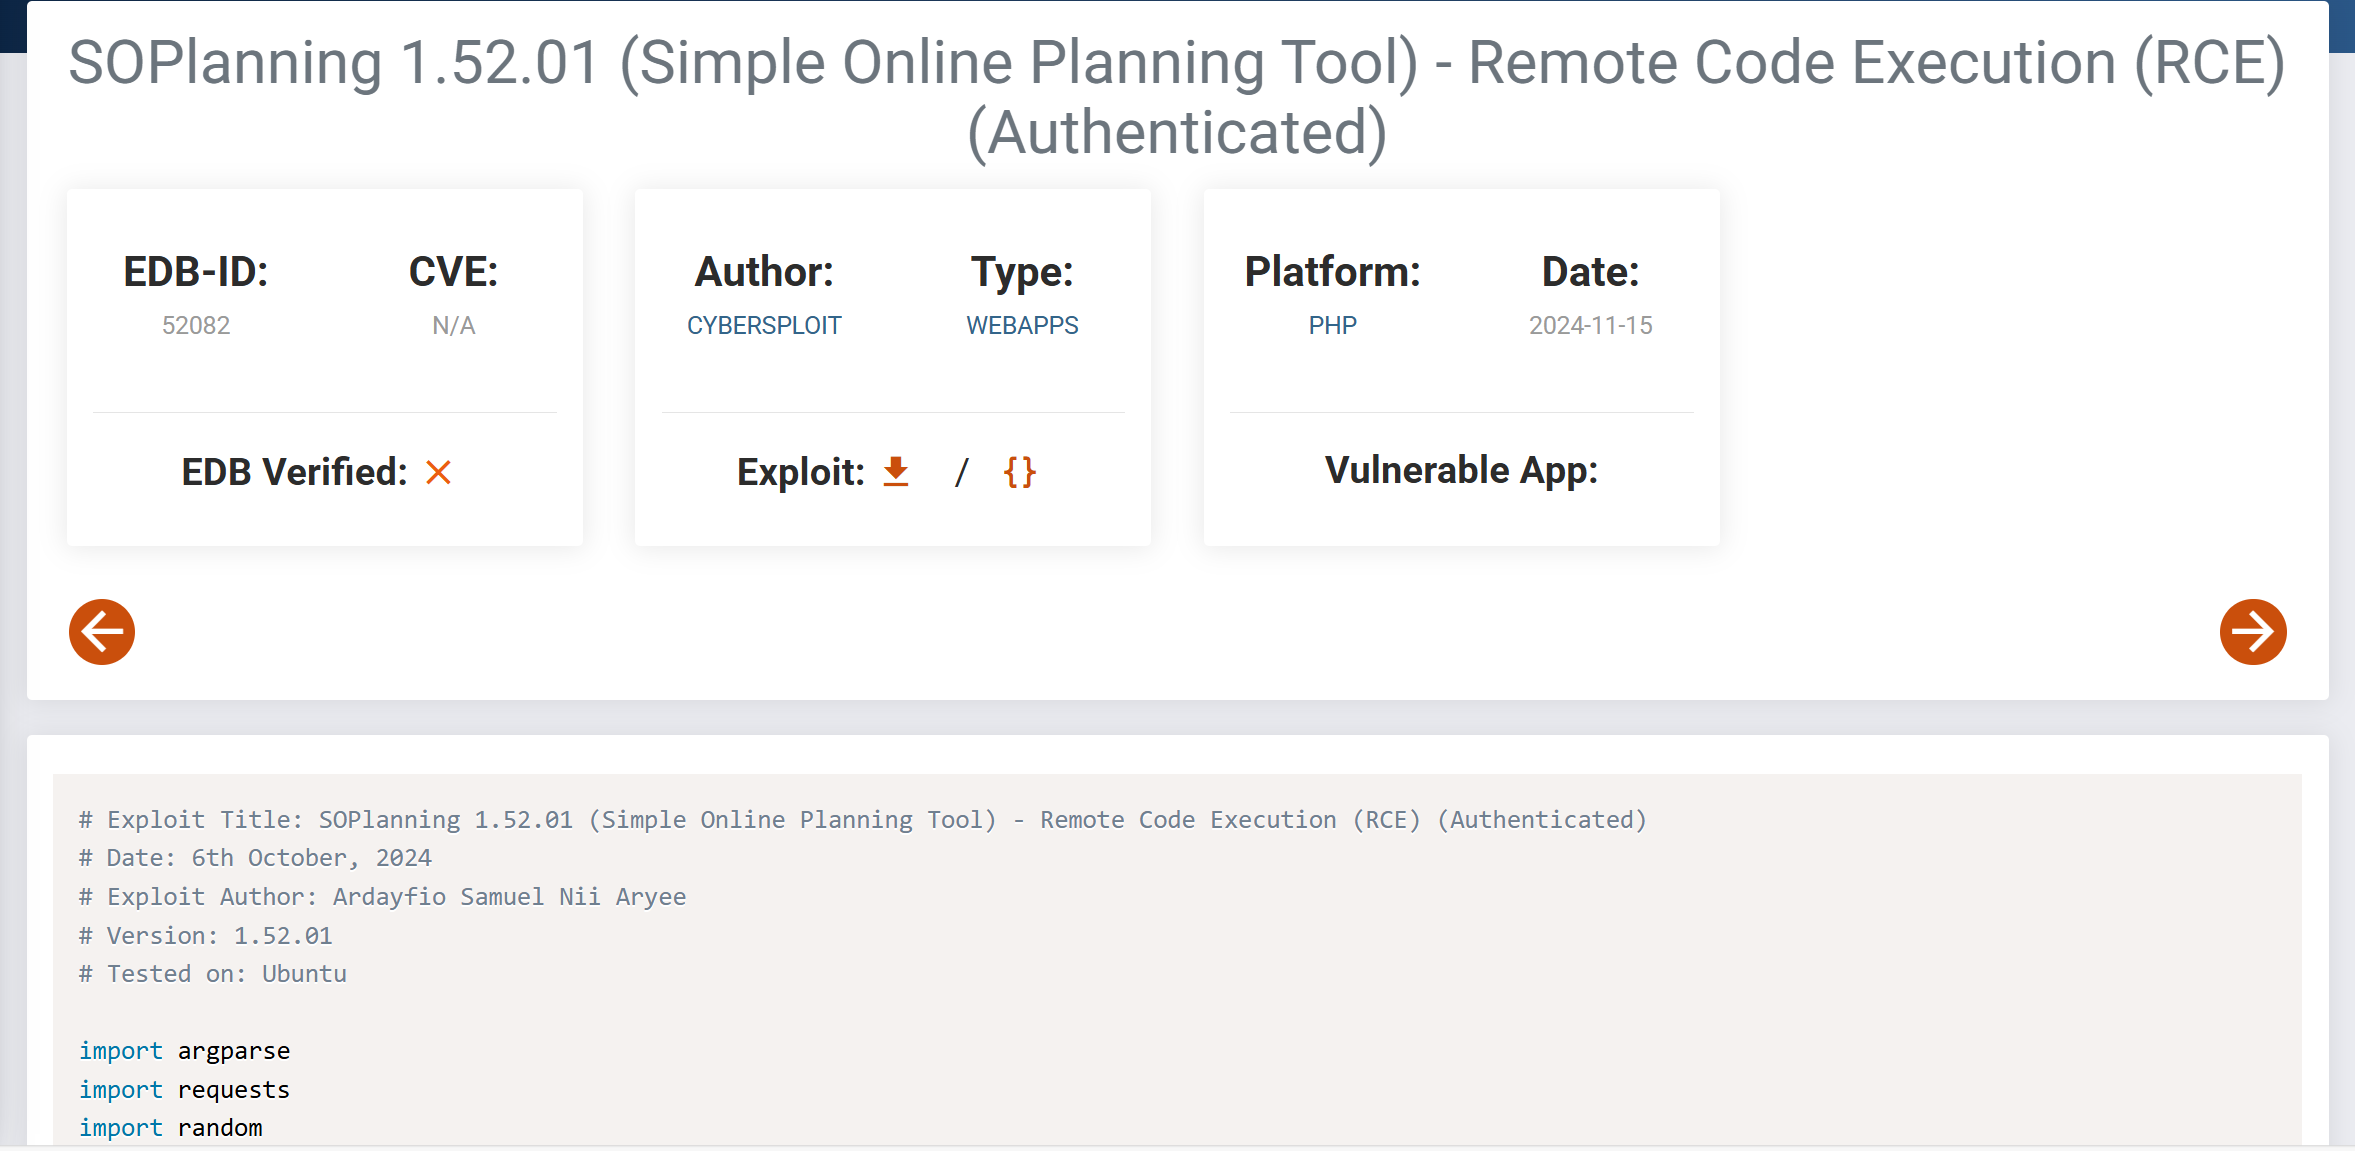 SOPlanning 1.52.01 (Simple Online Planning Tool) - Remote Code Execution (RCE)
(Authenticated)
EDB-ID:
52082
CVE:
N/A
EDB Verified:
Author:
CYBERSPLOIT
Type:
WEBAPPS
Exploit: / {}
Platform:
PHP
Date:
2024-11-15
Vulnerable App:
# Exploit Title: SOPlanning 1.52.01 (Simple Online Planning Tool) - Remote Code Execution (RCE) (Authenticated)
# Date: 6th October, 2024
# Exploit Author: Ardayfio Samuel Nii Aryee
# Version: 1.52.01
# Tested on: Ubuntu
import argparse
import requests
import random